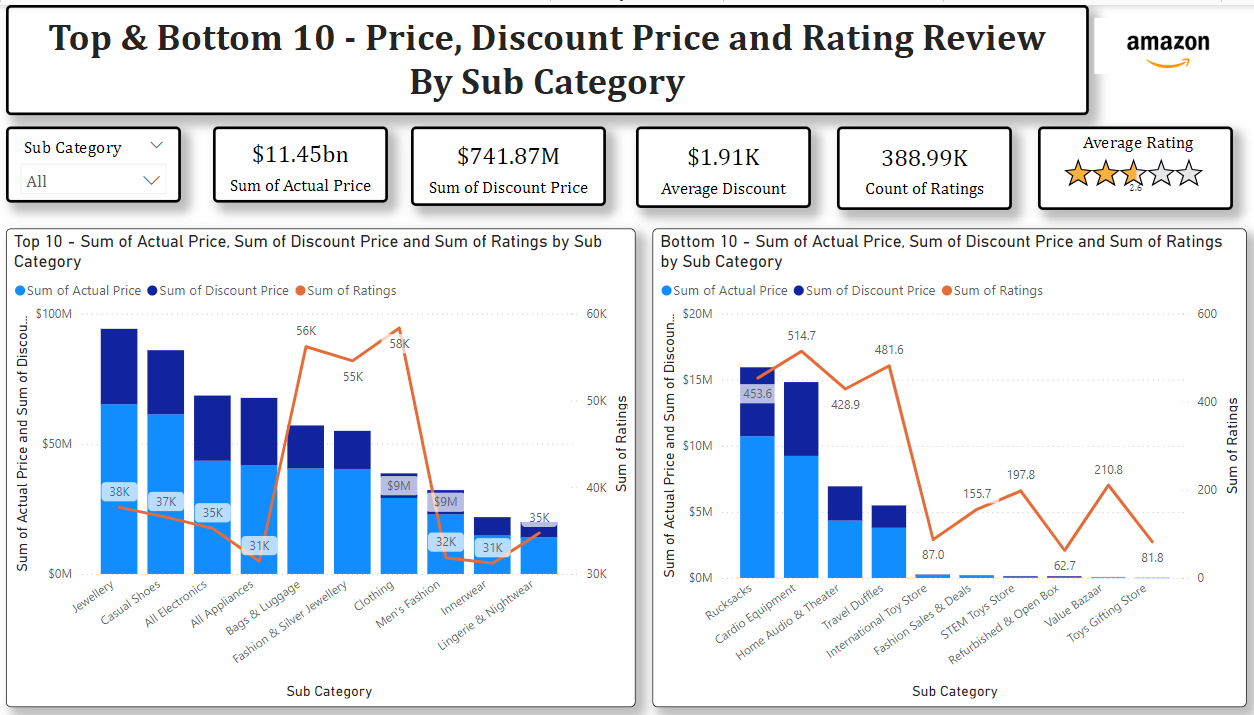 Top & Bottom 10 - Price, Discount Price and Rating Review
By Sub Category
amazon
Sub Category
All
$11.45bn
Sum of Actual Price
$741.87M
Sum of Discount Price
$1.91K
Average Discount
388.99K
Count of Ratings
Average Rating
2.6
Top 10 - Sum of Actual Price, Sum of Discount Price and Sum of Ratings by Sub
Category
Sum of Actual Price
Sum of Discount Price
Sum of Ratings
Sum of Actual Price and Sum of Discou...
$100M
$50M
$0M
60K
50K
40K
30K
Sum of Ratings
38K
37K
35K
31K
56K
55K
58K
$9M
$9M
32K
31K
35K
Jewellery
Casual Shoes
All Electronics
All Appliances
Bags & Luggage
Fashion & Silver Jewellery
Clothing
Men's Fashion
Innerwear
Lingerie & Nightwear
Sub Category
Bottom 10 - Sum of Actual Price, Sum of Discount Price and Sum of Ratings
by Sub Category
Sum of Actual Price
Sum of Discount Price
Sum of Ratings
Sum of Actual Price and Sum of Discoun...
$20M
$15M
$10M
$5M
$0M
600
400
200
0
Sum of Ratings
453.6
514.7
428.9
481.6
87.0
155.7
197.8
62.7
210.8
81.8
Rucksacks
Cardio Equipment
Home Audio & Theater
Travel Duffles
International Toy Store
Fashion Sales & Deals
STEM Toys Store
Refurbished & Open Box
Value Bazaar
Toys Gifting Store
Sub Category